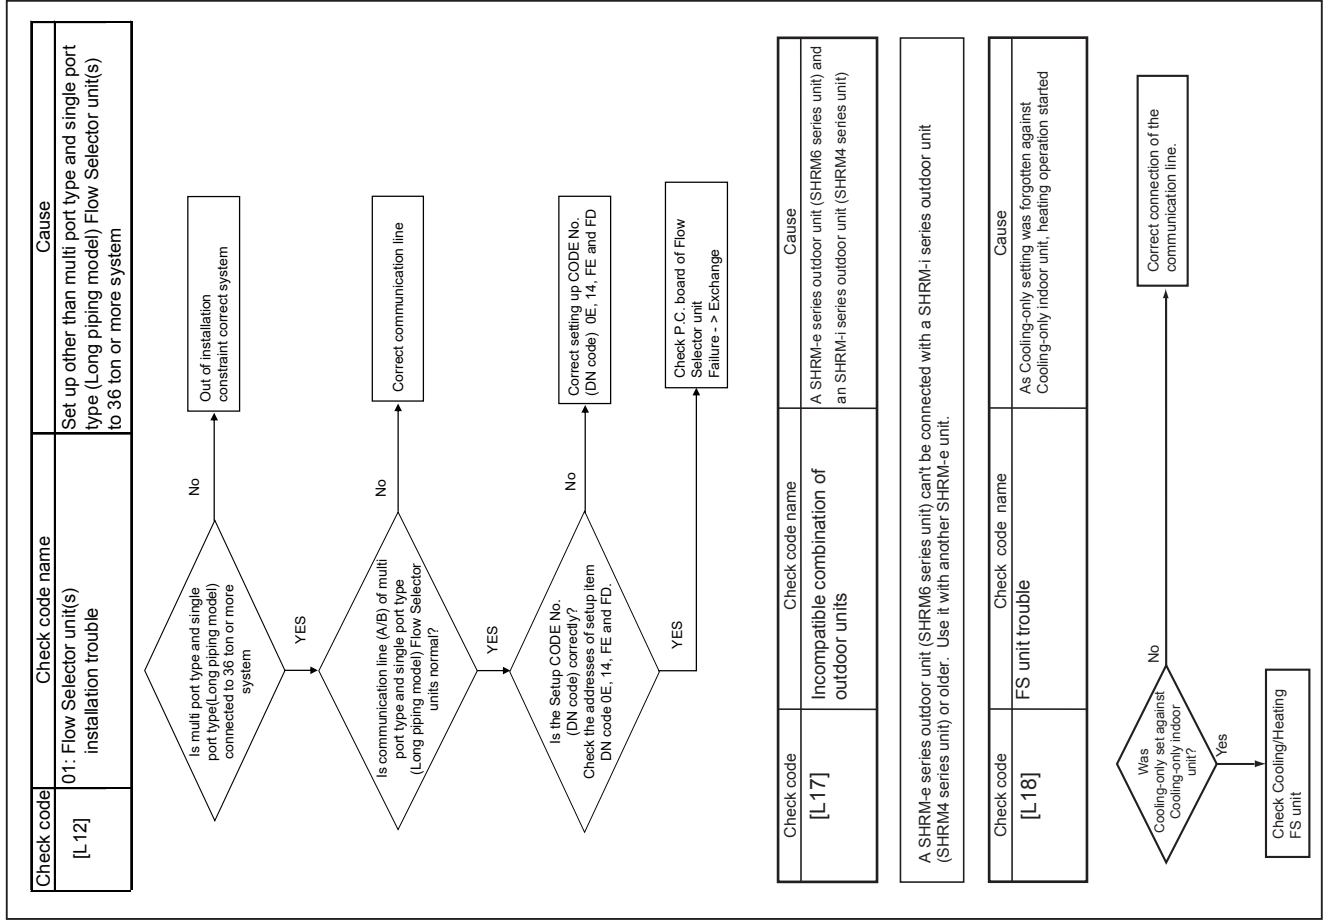 Check code
Check code name
Cause
[L12]
01: Flow Selector unit(s)
installation trouble
Set up other than multi port type and single port
type (Long piping model) Flow Selector unit(s)
to 36 ton or more system
Is multi port type and single
port type(Long piping model)
connected to 36 ton or more
system
No
Out of installation
constraint correct system
YES
Is communication line (A/B) of multi
port type and single port type
(Long piping model) Flow Selector
units normal?
No
Correct communication line
YES
Is the Setup CODE No.
(DN code) correctly?
Check the addresses of setup item
DN code 0E, 14, FE and FD.
No
Correct setting up CODE No.
(DN code) 0E, 14, FE and FD
YES
Check P.C. board of Flow
Selector unit
Failure - > Exchange
Check code
Check code name
Cause
[L17]
Incompatible combination of
outdoor units
A SHRM-e series outdoor unit (SHRM6 series unit) and
an SHRM-i series outdoor unit (SHRM4 series unit)
A SHRM-e series outdoor unit (SHRM6 series unit) can't be connected with a SHRM-i series outdoor unit
(SHRM4 series unit) or older. Use it with another SHRM-e unit.
Check code
Check code name
Cause
[L18]
FS unit trouble
As Cooling-only setting was forgotten against
Cooling-only indoor unit, heating operation started
Was
Cooling-only set against
Cooling-only indoor
unit?
No
Correct connection of the
communication line.
Yes
Check Cooling/Heating
FS unit